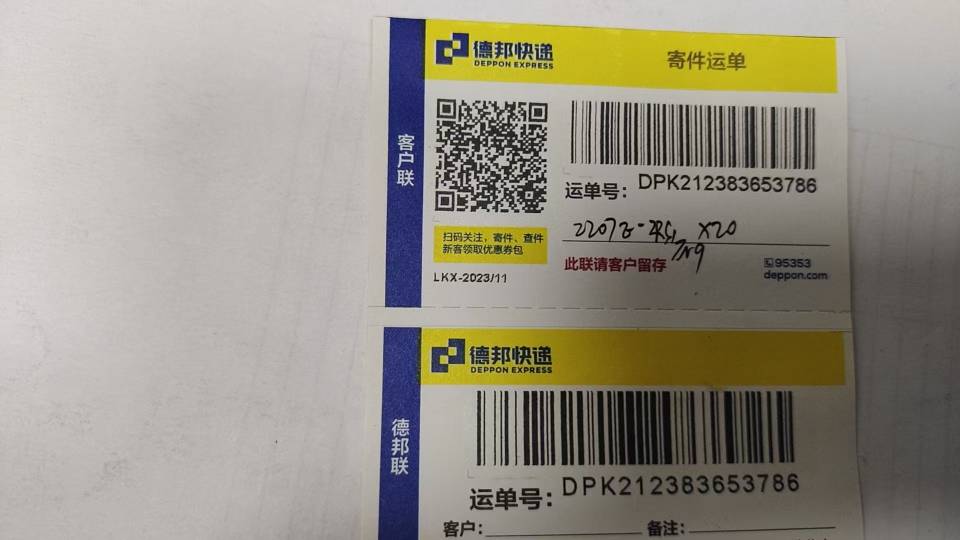 德邦快递
DEPPON EXPRESS
寄件运单
客户联
运单号: DPK212383653786
扫码关注，寄件、查件
新客领取优惠券包
X20
此联请客户留存
95353
deppon.com
LKX-2023/11
德邦快递
DEPPON EXPRESS
德邦联
运单号: DPK212383653786
客户:
备注: